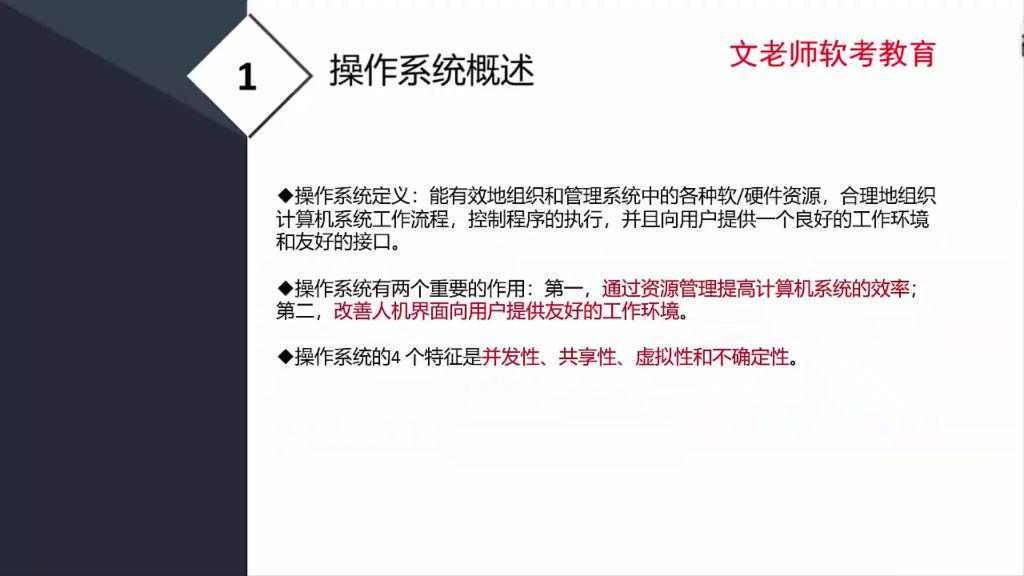 1
操作系统概述
文老师软考教育
◆操作系统定义：能有效地组织和管理系统中的各种软/硬件资源，合理地组织
计算机系统工作流程，控制程序的执行，并且向用户提供一个良好的工作环境
和友好的接口。
◆操作系统有两个重要的作用：第一，通过资源管理提高计算机系统的效率；
第二，改善人机界面向用户提供友好的工作环境。
◆操作系统的4 个特征是并发性、共享性、虚拟性和不确定性。